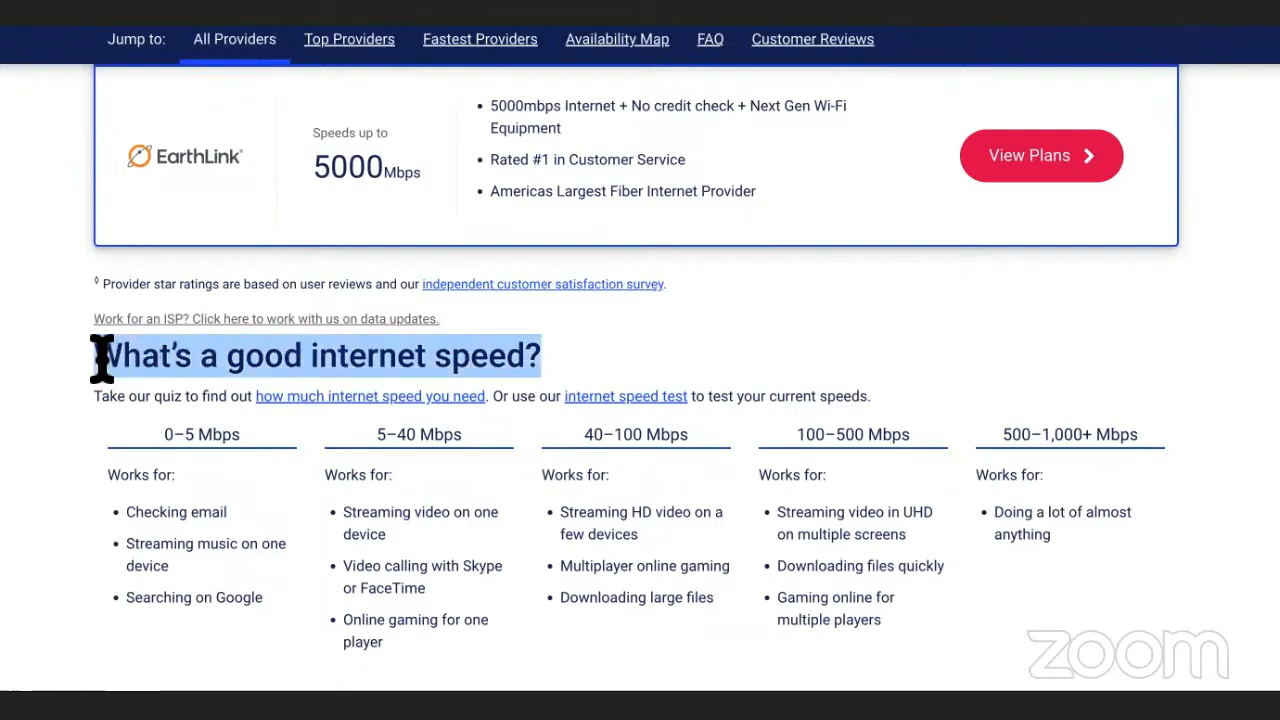 Jump to: All Providers Top Providers Fastest Providers Availability Map FAQ Customer Reviews
EarthLink®
Speeds up to
5000Mbps
• 5000mbps Internet + No credit check + Next Gen Wi-Fi
Equipment
• Rated #1 in Customer Service
• Americas Largest Fiber Internet Provider
View Plans
◊ Provider star ratings are based on user reviews and our independent customer satisfaction survey.
Work for an ISP? Click here to work with us on data updates.
What's a good internet speed?
Take our quiz to find out how much internet speed you need. Or use our internet speed test to test your current speeds.
0–5 Mbps
Works for:
• Checking email
• Streaming music on one
device
• Searching on Google
5–40 Mbps
Works for:
• Streaming video on one
device
• Video calling with Skype
or FaceTime
• Online gaming for one
player
40–100 Mbps
Works for:
• Streaming HD video on a
few devices
• Multiplayer online gaming
• Downloading large files
100–500 Mbps
Works for:
• Streaming video in UHD
on multiple screens
• Downloading files quickly
• Gaming online for
multiple players
500–1,000+ Mbps
Works for:
• Doing a lot of almost
anything
zoom